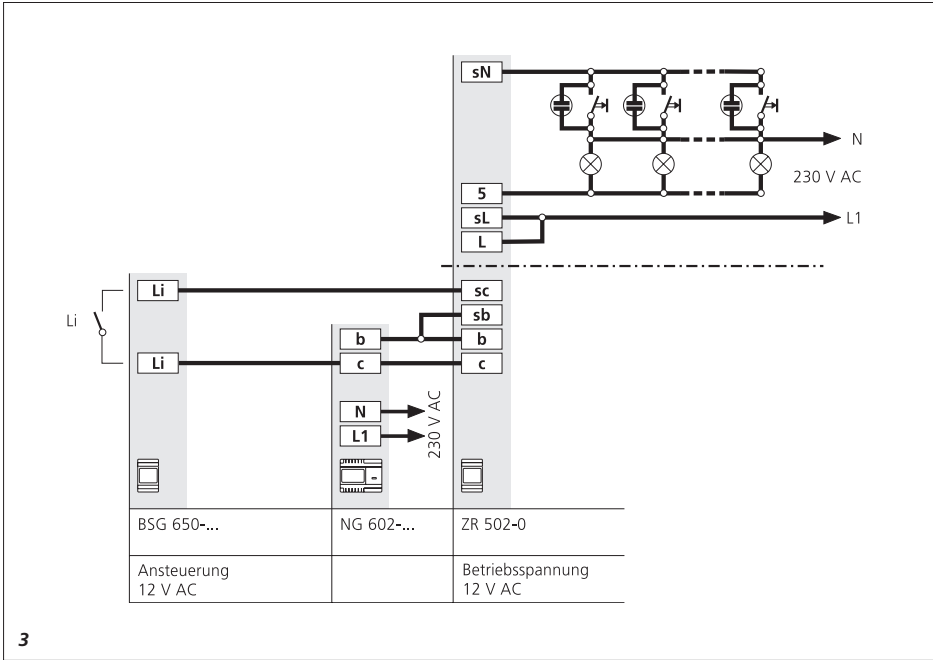 sN
N
230 V AC
5
sL
L1
L
Li
sc
Li
sb
b
b
Li
c
c
N
L1
230 V AC
BSG 650-...
NG 602-...
ZR 502-0
Ansteuerung
12 V AC
Betriebsspannung
12 V AC
3